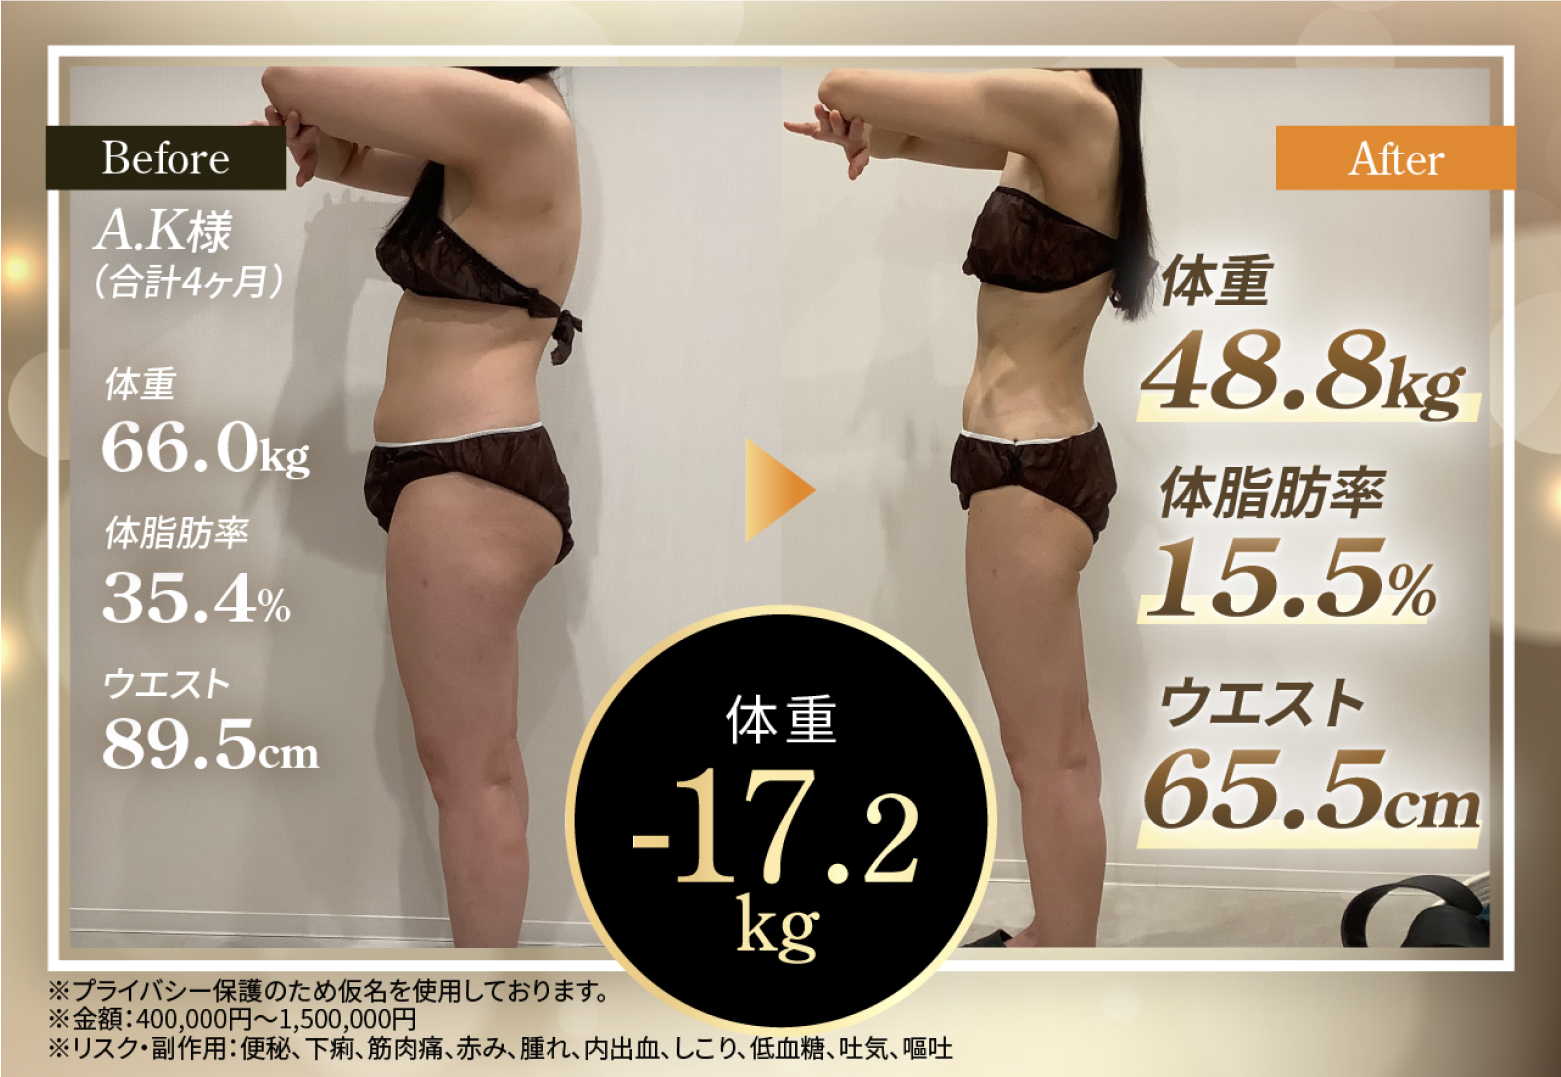 Before
A.K様
（合計4ヶ月）
体重
66.0kg
体脂肪率
35.4%
ウエスト
89.5cm
After
体重
48.8kg
体脂肪率
15.5%
ウエスト
65.5cm
体重
-17.2
kg
※プライバシー保護のため仮名を使用しております。
※金額：400,000円〜1,500,000円
※リスク・副作用：便秘、下痢、筋肉痛、赤み、腫れ、内出血、しこり、低血糖、吐気、嘔吐